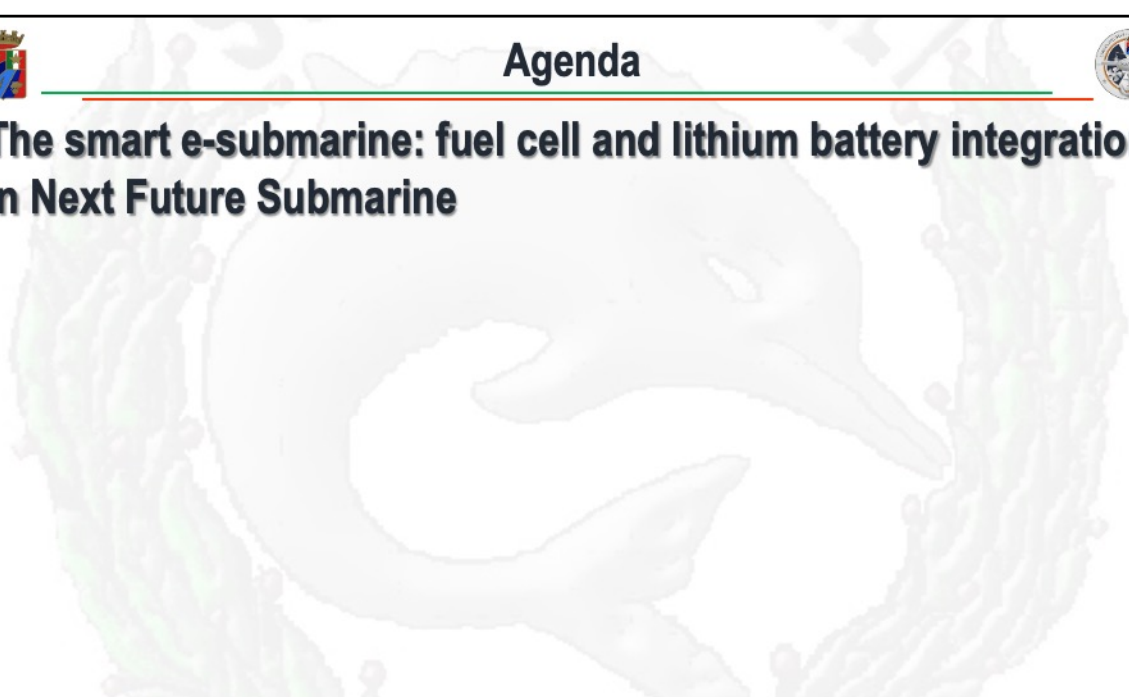 Agenda
The smart e-submarine: fuel cell and lithium battery integratio
n Next Future Submarine